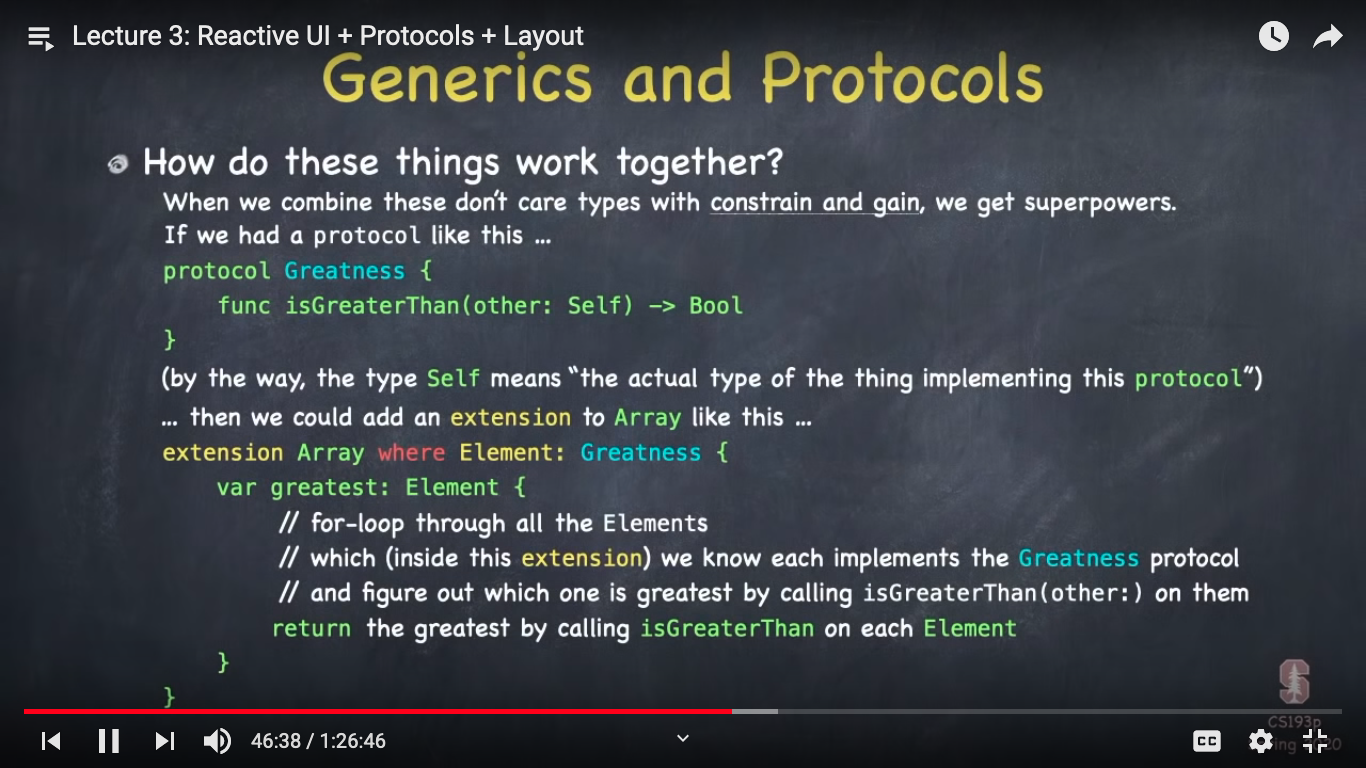 Lecture 3: Reactive UI + Protocols + Layout
Generics and Protocols
How do these things work together?
When we combine these don't care types with constrain and gain, we get superpowers.
If we had a protocol like this ...
protocol Greatness {
func isGreaterThan(other: Self) -> Bool
}
(by the way, the type Self means “the actual type of the thing implementing this protocol”)
... then we could add an extension to Array like this ...
extension Array where Element: Greatness {
var greatest: Element {
// for-loop through all the Elements
// which (inside this extension) we know each implements the Greatness protocol
// and figure out which one is greatest by calling isGreaterThan(other:) on them
return the greatest by calling isGreaterThan on each Element
}
}
S
CS193p
46:38 / 1:26:46
CC